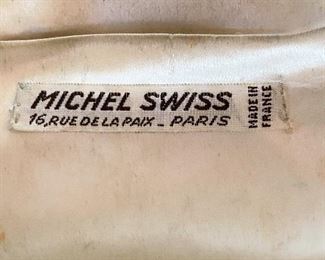 MICHEL SWISS
16, RUE DE LA PAIX _ PARIS
MADE IN
FRANCE